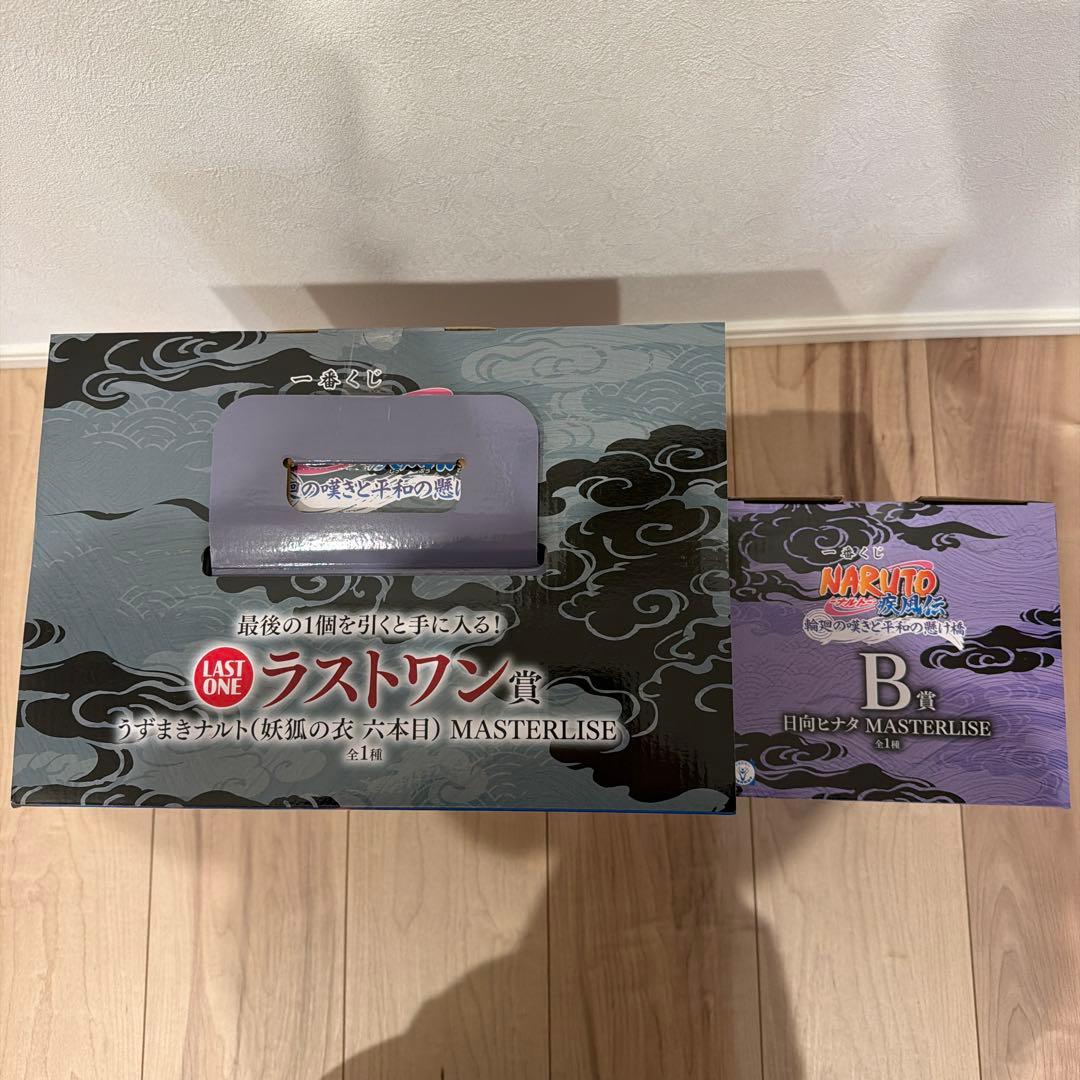 一番くじ
の嘆きと平和の懸け
最後の1個を引くと手に入る!
LAST
ONE
ラストワン賞
うずまきナルト(妖狐の衣 六本目) MASTERLISE
全1種
一番くじ
NARUTO
ナルト
疾風伝
輪廻の嘆きと平和の懸け橋
B賞
日向ヒナタ MASTERLISE
全1種